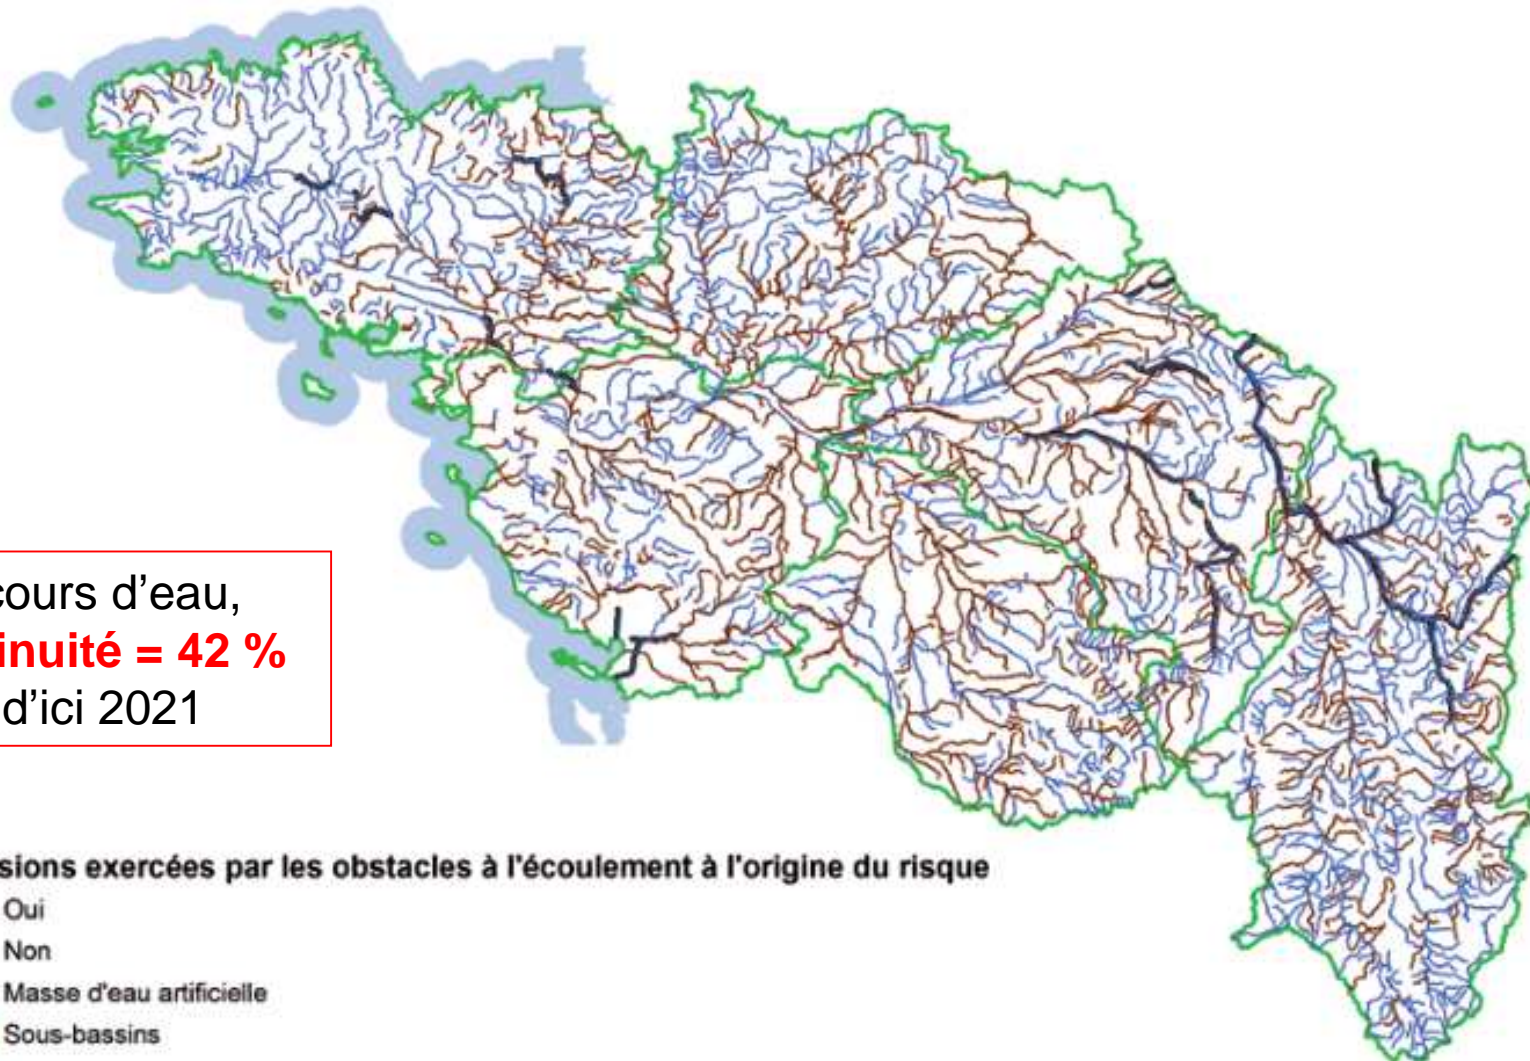 cours d’eau,
inuité = 42 %
d’ici 2021
sions exercées par les obstacles à l'écoulement à l'origine du risque
Oui
Non
Masse d'eau artificielle
Sous-bassins